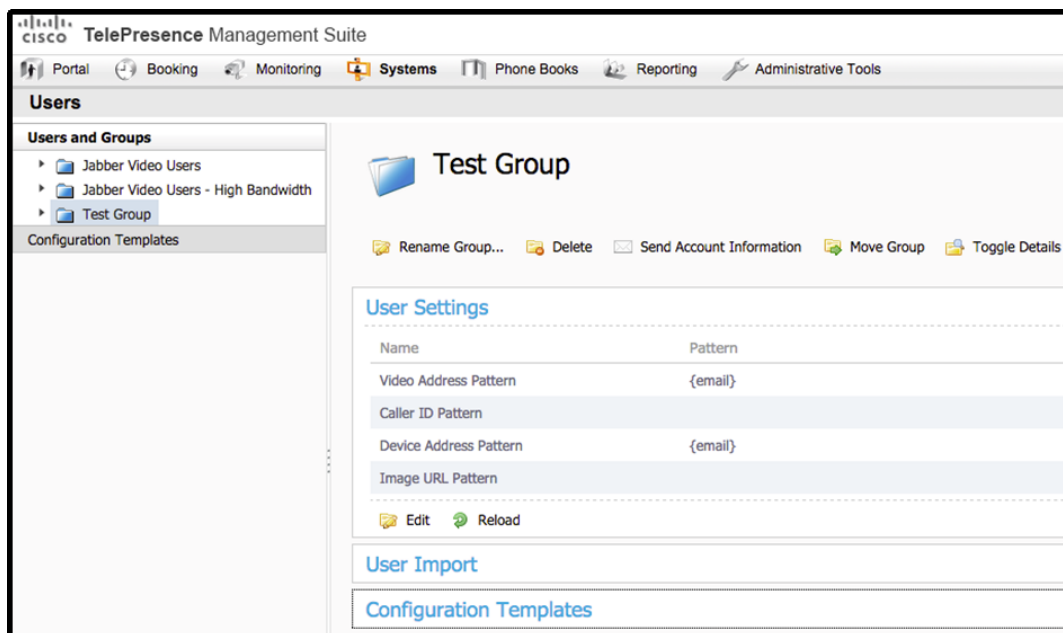 CISCO TelePresence Management Suite
Portal Booking Monitoring Systems Phone Books Reporting Administrative Tools
Users
Users and Groups
Jabber Video Users
Jabber Video Users - High Bandwidth
Test Group
Configuration Templates
Test Group
Rename Group... Delete Send Account Information Move Group Toggle Details
User Settings
Name Pattern
Video Address Pattern {email}
Caller ID Pattern
Device Address Pattern {email}
Image URL Pattern
Edit Reload
User Import
Configuration Templates